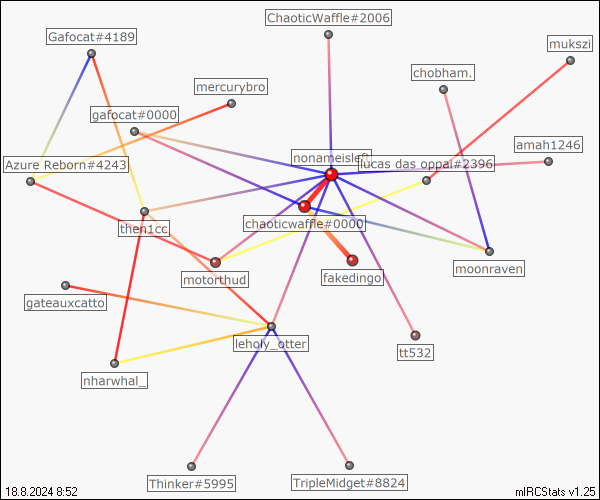 ChaoticWaffle#2006
Gafocat#4189
mukszi
chobham.
mercurybro
gafocat#0000
amah1246
nonameisleft
Azure Reborn#4243
lucas das oppai#2396
chaoticwaffle#0000
then1cc
moonraven
motorthud
fakedingo
gateauxcatto
leholy_otter
tt532
nharwhal_
Thinker#5995
TripleMidget#8824
18.8.2024 8:52
mIRCStats v1.25